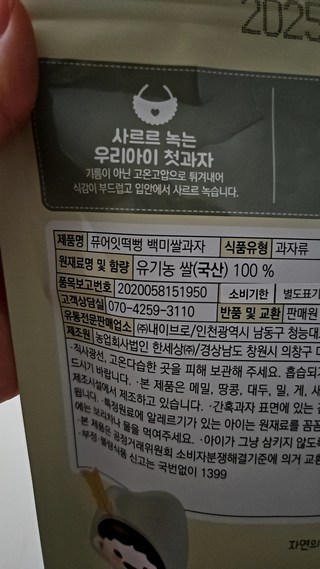 2025
사르르 녹는
우리아이 첫과자
기름이 아닌 고온고압으로 튀겨내어
식감이 부드럽고 입안에서 사르르 녹습니다.
제품명 퓨어잇떡뻥 백미쌀과자 식품유형 과자류
원재료명 및 함량 유기농 쌀(국산) 100 %
품목보고번호 2020058151950 소비기한 별도표기
고객상담실 070-4259-3110 반품 및 교환 판매원
유통전문판매업소 ㈜내이브로/인천광역시 남동구 청능대
제조원 농업회사법인 한세상㈜/경상남도 창원시 의창구
·직사광선, 고온다습한 곳을 피해 보관해 주세요. 흡습되
드시기 바랍니다. ·본 제품은 메밀, 땅콩, 대두, 밀, 게, 새
제조시설에서 제조하고 있습니다. ·간혹과자 표면에 있는
됩니다. ·특정원료에 알레르기가 있는 아이는 원재료를 꼼꼼
에는 보리차나 물을 먹여주세요. ·아이가 그냥 삼키지 않도록
·본 제품은 공정거래위원회 소비자분쟁해결기준에 의거 교환
·부정·불량식품 신고는 국번없이 1399
자연의